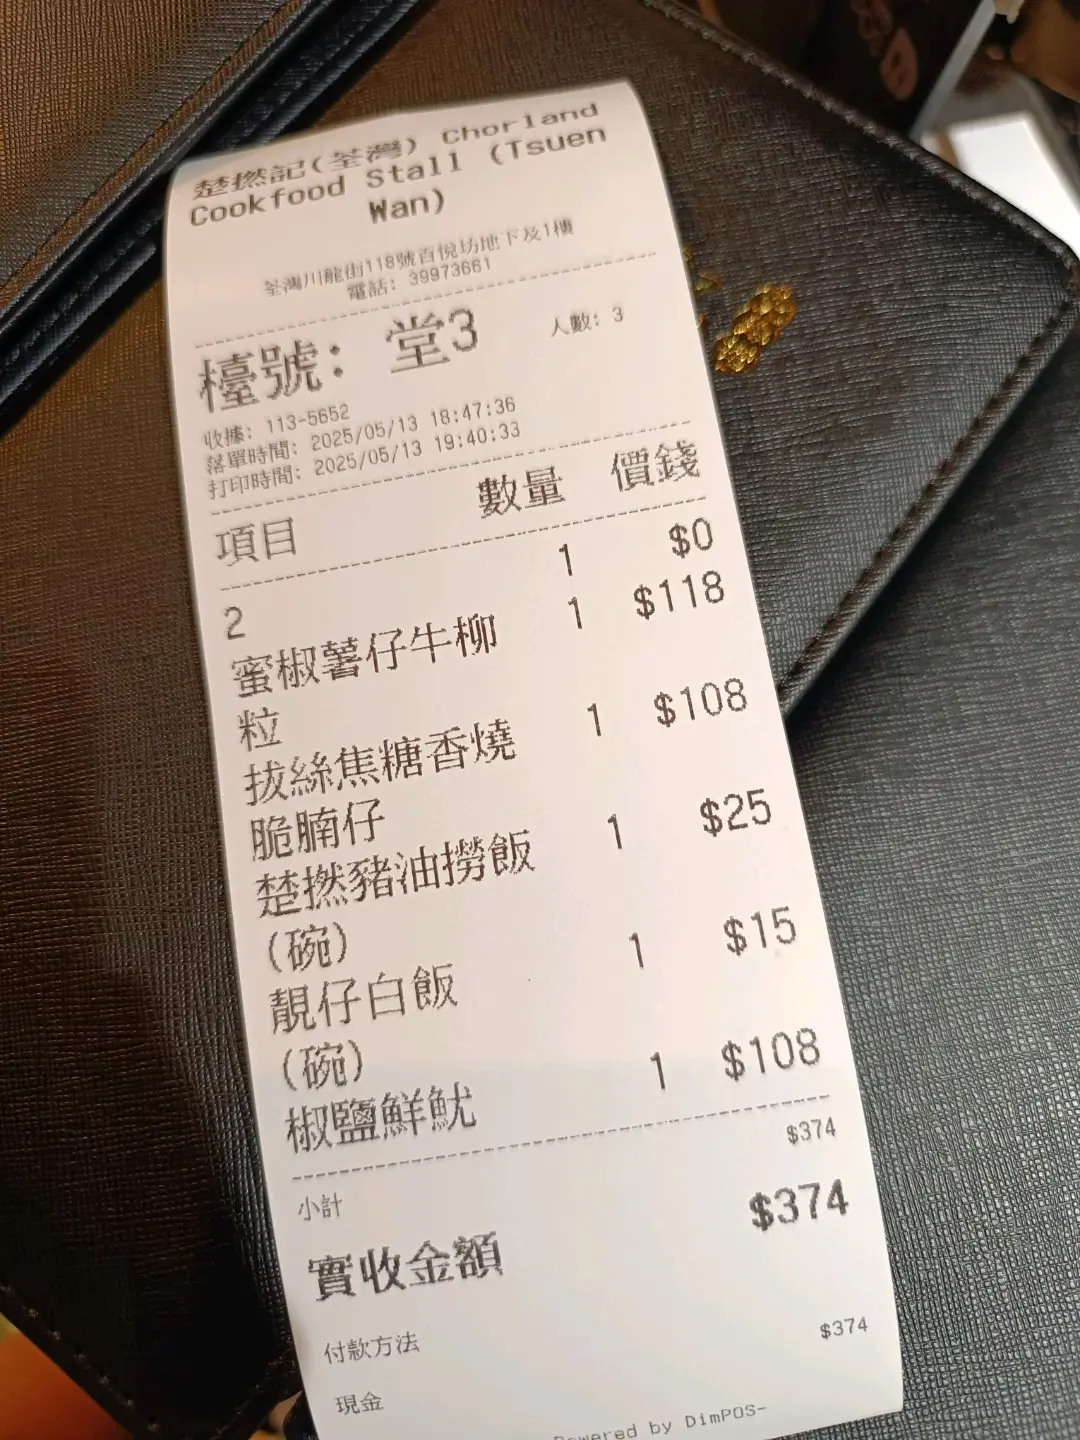 楚撚記(荃灣) Chorland
Cookfood Stall (Tsuen
Wan)
荃灣川龍街118號百悅坊地下及1樓
電話: 39973661
檯號: 堂3 人數: 3
收據: 113-5652
落單時間: 2025/05/13 18:47:36
打印時間: 2025/05/13 19:40:33
項目 數量 價錢
2 1 $0
蜜椒薯仔牛柳 1 $118
粒
拔絲焦糖香燒 1 $108
脆腩仔
楚撚豬油撈飯 1 $25
(碗)
靚仔白飯 1 $15
(碗)
椒鹽鮮魷 1 $108
小計 $374
實收金額 $374
付款方法
現金 $374
Powered by DimPOS-